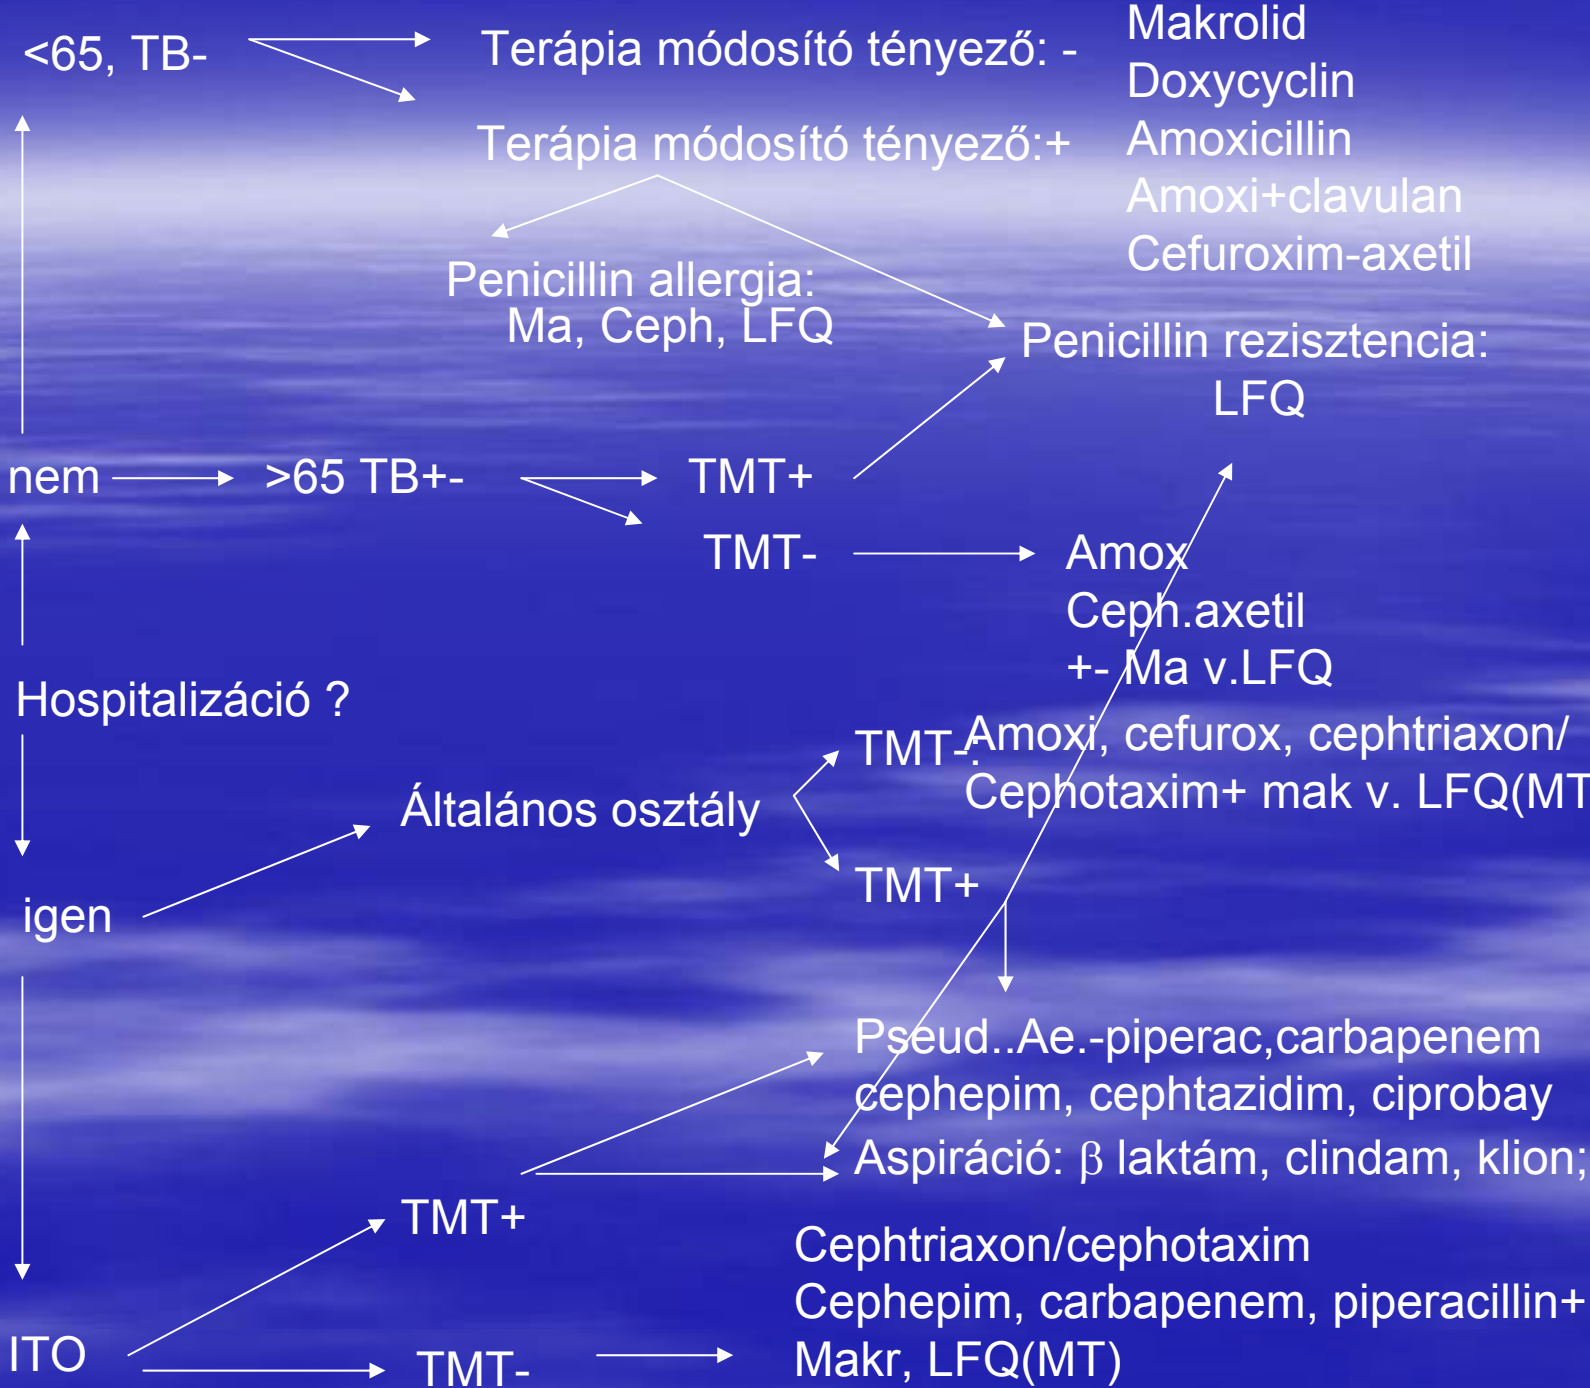 <65, TB-
Terápia módosító tényező: -
Terápia módosító tényező:+
Makrolid
Doxycyclin
Amoxicillin
Amoxi+clavulan
Cefuroxim-axetil
Penicillin allergia:
Ma, Ceph, LFQ
Penicillin rezisztencia:
LFQ
nem
>65 TB+-
TMT+
TMT-
Amox
Ceph.axetil
+- Ma v.LFQ
Hospitalizáció ?
Általános osztály
TMT-:
Amoxi, cefurox, cephtriaxon/
Cephotaxim+ mak v. LFQ(MT
TMT+
igen
Pseud..Ae.-piperac,carbapenem
cephepim, cephtazidim, ciprobay
Aspiráció: β laktám, clindam, klion;
TMT+
Cephtriaxon/cephotaxim
Cephepim, carbapenem, piperacillin+
Makr, LFQ(MT)
ITO
TMT-